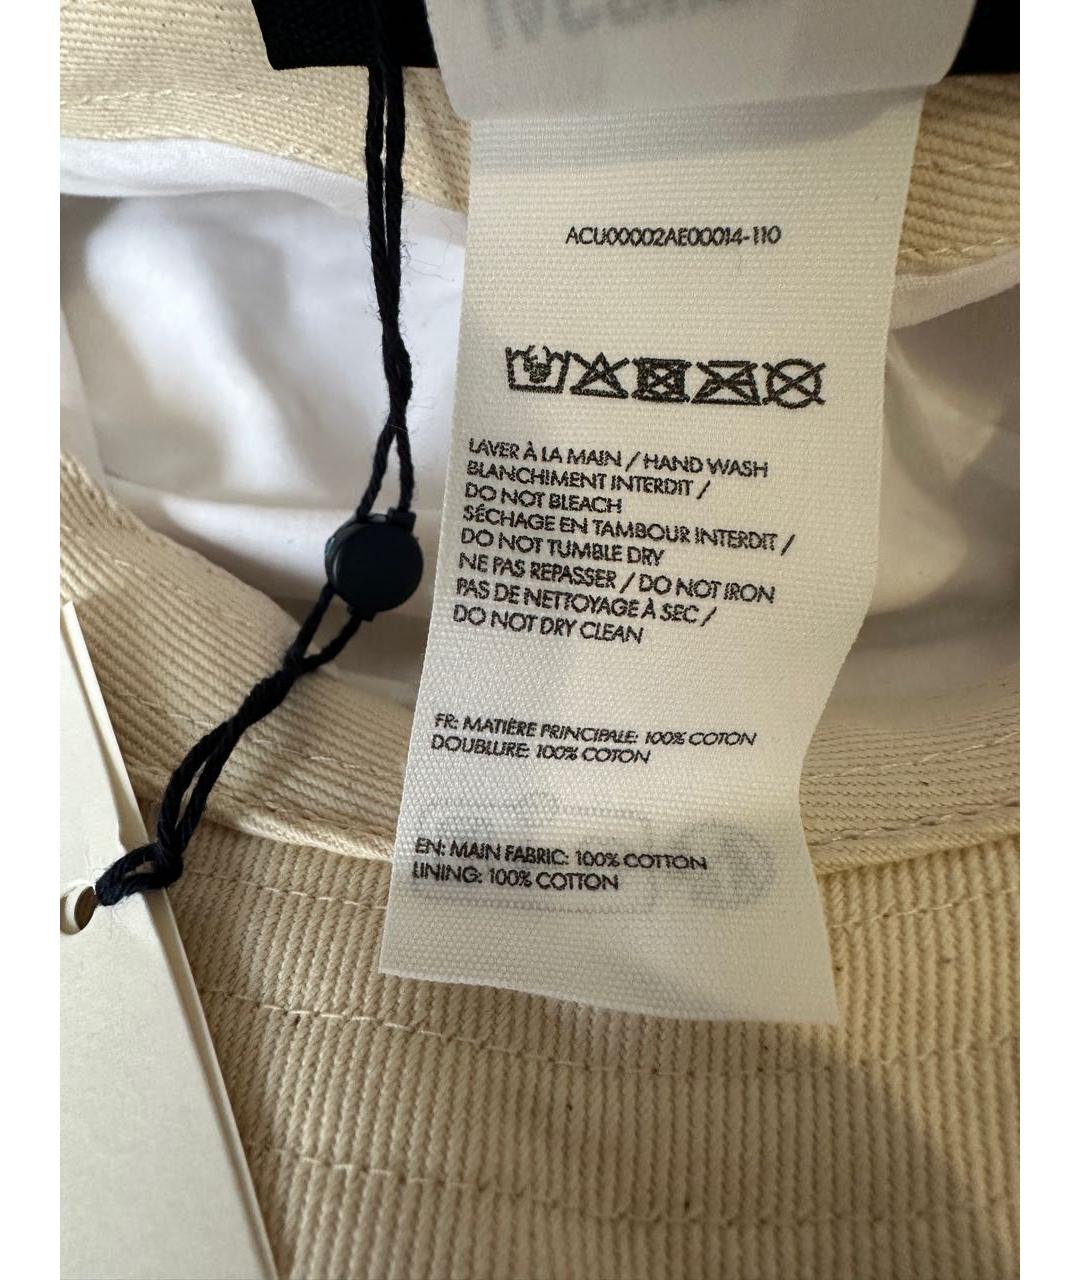 ACU00002AE00014-110
LAVER À LA MAIN / HAND WASH
BLANCHIMENT INTERDIT /
DO NOT BLEACH
SÉCHAGE EN TAMBOUR INTERDIT /
DO NOT TUMBLE DRY
NE PAS REPASSER / DO NOT IRON
PAS DE NETTOYAGE À SEC /
DO NOT DRY CLEAN
FR: MATIÈRE PRINCIPALE: 100% COTON
DOUBLURE: 100% COTON
EN: MAIN FABRIC: 100% COTTON
LINING: 100% COTTON